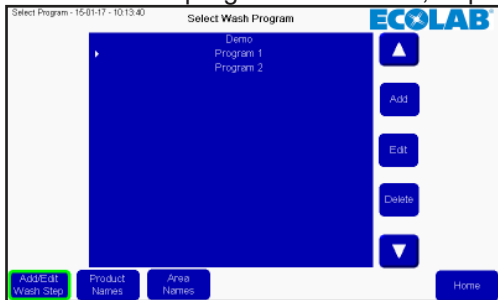 Select Program - 15-01-17 - 10:13:40
Select Wash Program
ECOLAB
Demo
Program 1
Program 2
Add
Edit
Delete
Add/Edit
Wash Step
Product
Names
Area
Names
Home